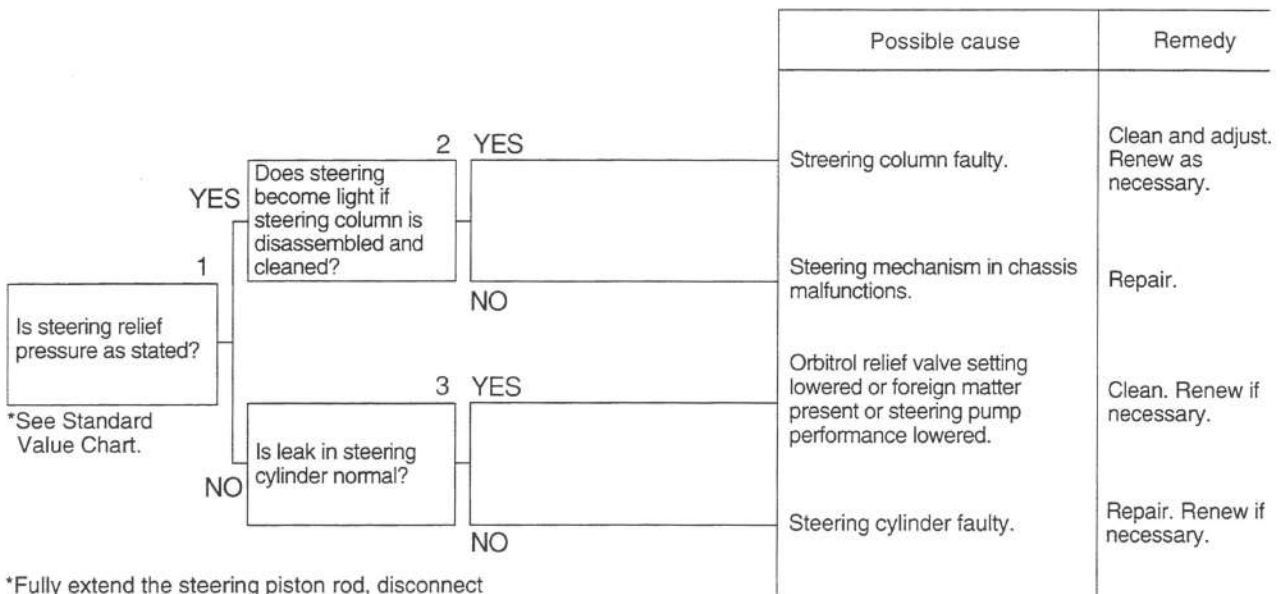 Possible cause
Remedy
1
Is steering relief
pressure as stated?
*See Standard
Value Chart.
YES
2
Does steering
become light if
steering column is
disassembled and
cleaned?
YES
Streering column faulty.
Clean and adjust.
Renew as
necessary.
NO
Steering mechanism in chassis
malfunctions.
Repair.
NO
3
Is leak in steering
cylinder normal?
YES
Orbitrol relief valve setting
lowered or foreign matter
present or steering pump
performance lowered.
Clean. Renew if
necessary.
NO
Steering cylinder faulty.
Repair. Renew if
necessary.
*Fully extend the steering piston rod, disconnect